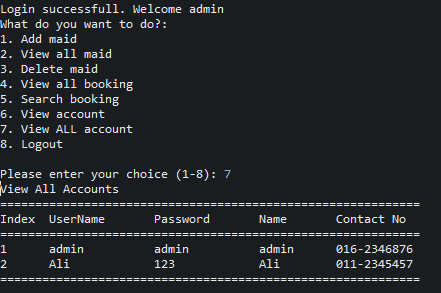 Login successfull. Welcome admin
What do you want to do?:
1. Add maid
2. View all maid
3. Delete maid
4. View all booking
5. Search booking
6. View account
7. View ALL account
8. Logout
Please enter your choice (1-8): 7
View All Accounts
============================================================
Index UserName Password Name Contact No
============================================================
1 admin admin admin 016-2346876
2 Ali 123 Ali 011-2345457
============================================================